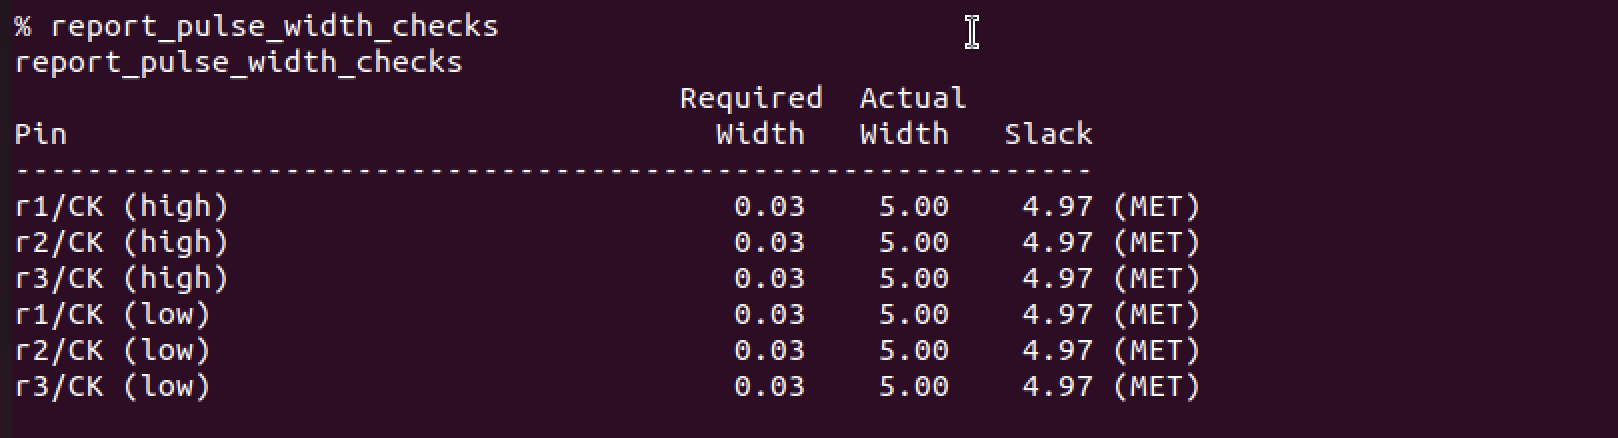 % report_pulse_width_checks
report_pulse_width_checks
                                     Required  Actual
Pin                                    Width   Width   Slack
------------------------------------------------------------
r1/CK (high)                            0.03    5.00    4.97 (MET)
r2/CK (high)                            0.03    5.00    4.97 (MET)
r3/CK (high)                            0.03    5.00    4.97 (MET)
r1/CK (low)                             0.03    5.00    4.97 (MET)
r2/CK (low)                             0.03    5.00    4.97 (MET)
r3/CK (low)                             0.03    5.00    4.97 (MET)